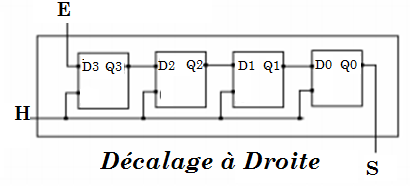 E
D3 Q3 D2 Q2 D1 Q1 D0 Q0
H
Décalage à Droite
S